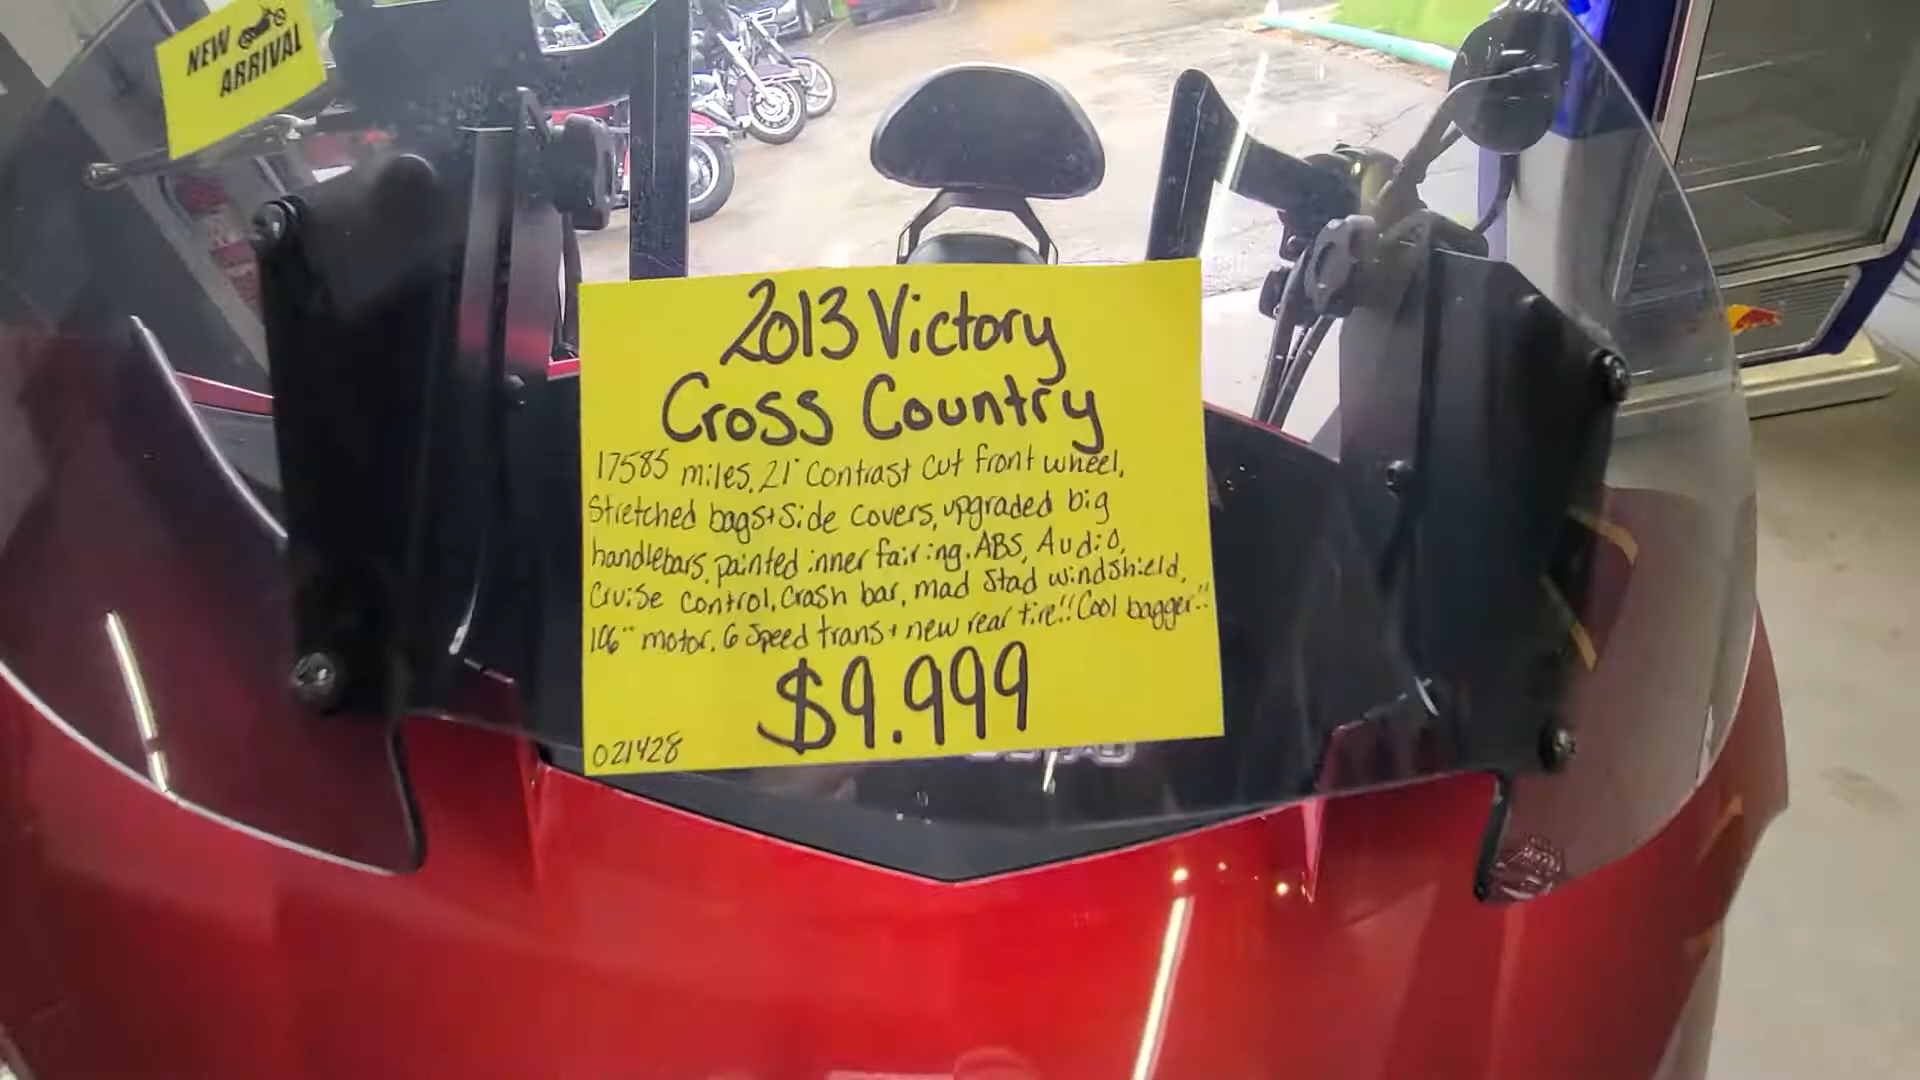 NEW
ARRIVAL
2013 Victory
Cross Country
17585 miles, 21" contrast cut front wheel,
Stretched bags+side covers, upgraded big
handlebars, painted inner fairing. ABS, Audio,
Cruise control, Crash bar, mad stad windshield,
106" motor, 6 speed trans + new rear tire!! Cool bagger!!
$9.999
021428